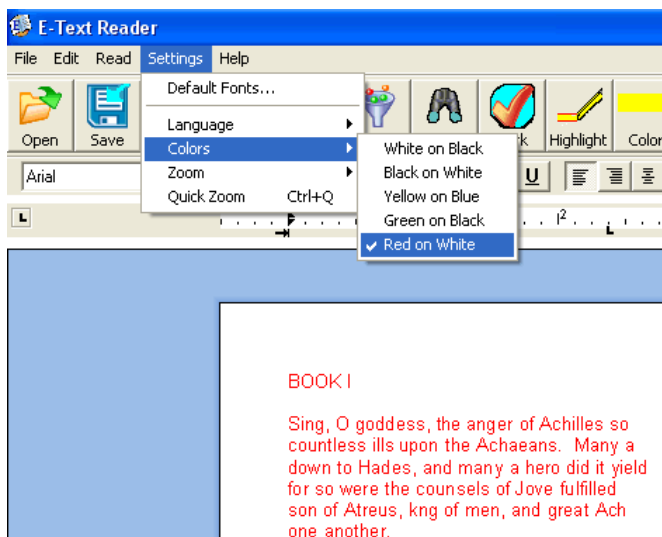 E-Text Reader
File Edit Read Settings Help
Default Fonts...
Language
Colors
Zoom
Quick Zoom Ctrl+Q
White on Black
Black on White
Yellow on Blue
Green on Black
Red on White
Open Save Highlight Color
Arial U
L 2
BOOK I
Sing, O goddess, the anger of Achilles so
countless ills upon the Achaeans. Many a
down to Hades, and many a hero did it yield
for so were the counsels of Jove fulfilled
son of Atreus, kng of men, and great Ach
one another.